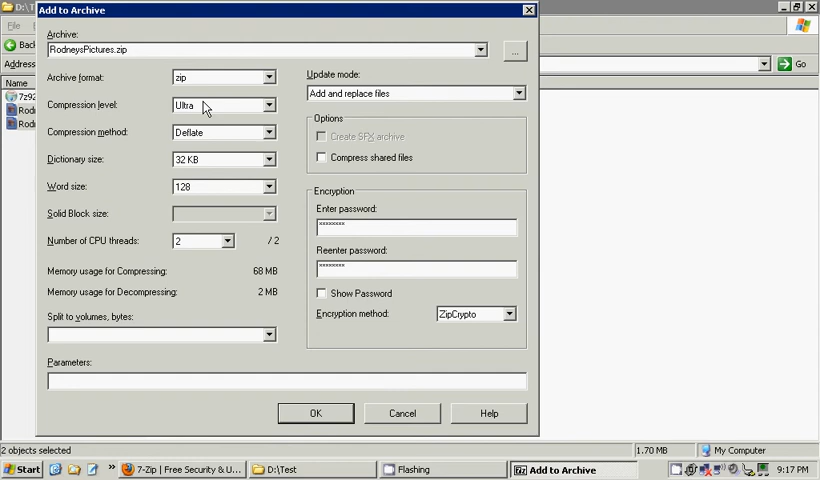 D:\T
Add to Archive
File
Archive:
RodneysPictures.zip
...
Back
Archive format:
zip
Update mode:
Add and replace files
Address
Go
Name
Compression level:
Ultra
7z92
Options
Rod
Create SFX archive
Rod
Compression method:
Deflate
Compress shared files
Dictionary size:
32 KB
Word size:
128
Encryption
Enter password:
********
Solid Block size:
Number of CPU threads:
2
/ 2
Reenter password:
********
Memory usage for Compressing:
68 MB
Memory usage for Decompressing:
2 MB
Show Password
Encryption method:
ZipCrypto
Split to volumes, bytes:
Parameters:
OK
Cancel
Help
2 objects selected
1.70 MB
My Computer
Start
»
7-Zip | Free Security & U...
D:\Test
Flashing
Add to Archive
9:17 PM